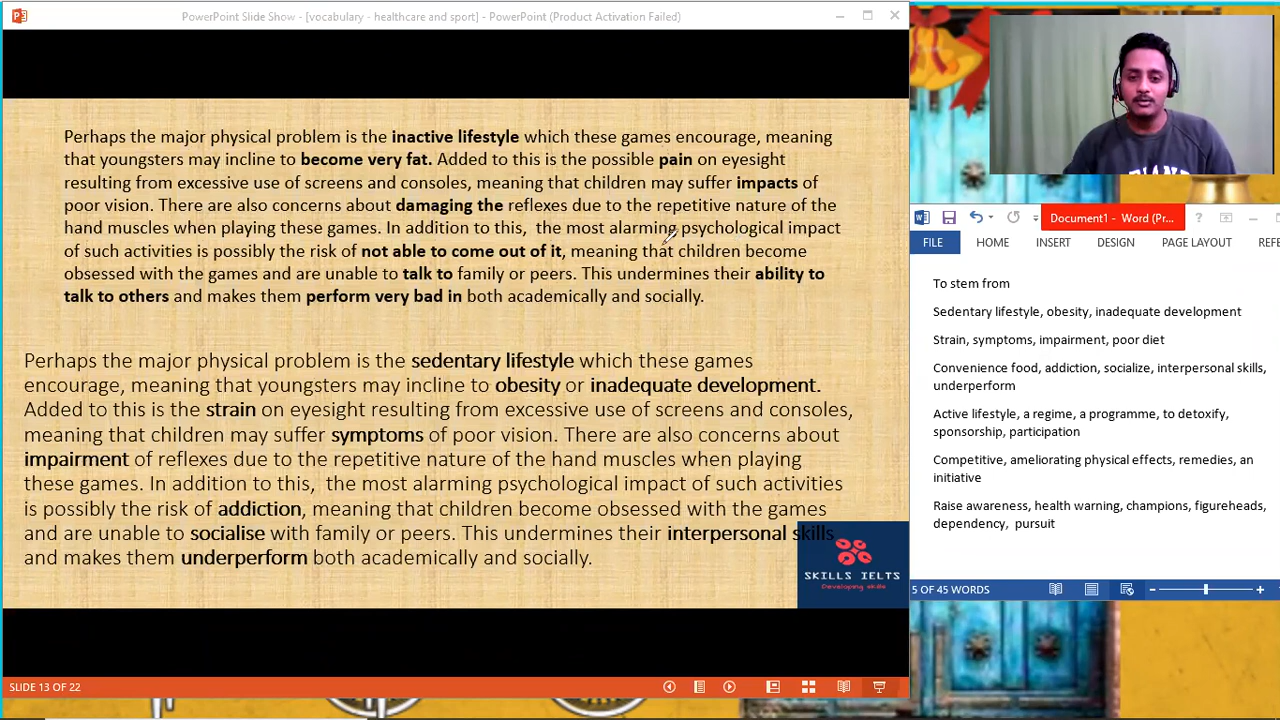 PowerPoint Slide Show - [vocabulary - healthcare and sport] - PowerPoint (Product Activation Failed)
Perhaps the major physical problem is the inactive lifestyle which these games encourage, meaning
that youngsters may incline to become very fat. Added to this is the possible pain on eyesight
resulting from excessive use of screens and consoles, meaning that children may suffer impacts of
poor vision. There are also concerns about damaging the reflexes due to the repetitive nature of the
hand muscles when playing these games. In addition to this, the most alarming psychological impact
of such activities is possibly the risk of not able to come out of it, meaning that children become
obsessed with the games and are unable to talk to family or peers. This undermines their ability to
talk to others and makes them perform very bad in both academically and socially.
Perhaps the major physical problem is the sedentary lifestyle which these games
encourage, meaning that youngsters may incline to obesity or inadequate development.
Added to this is the strain on eyesight resulting from excessive use of screens and consoles,
meaning that children may suffer symptoms of poor vision. There are also concerns about
impairment of reflexes due to the repetitive nature of the hand muscles when playing
these games. In addition to this, the most alarming psychological impact of such activities
is possibly the risk of addiction, meaning that children become obsessed with the games
and are unable to socialise with family or peers. This undermines their interpersonal skills
and makes them underperform both academically and socially.
SKILLS IELTS
Developing skills
SLIDE 13 OF 22
Document1 - Word (Pr...
FILE HOME INSERT DESIGN PAGE LAYOUT REFE
To stem from
Sedentary lifestyle, obesity, inadequate development
Strain, symptoms, impairment, poor diet
Convenience food, addiction, socialize, interpersonal skills,
underperform
Active lifestyle, a regime, a programme, to detoxify,
sponsorship, participation
Competitive, ameliorating physical effects, remedies, an
initiative
Raise awareness, health warning, champions, figureheads,
dependency, pursuit
5 OF 45 WORDS